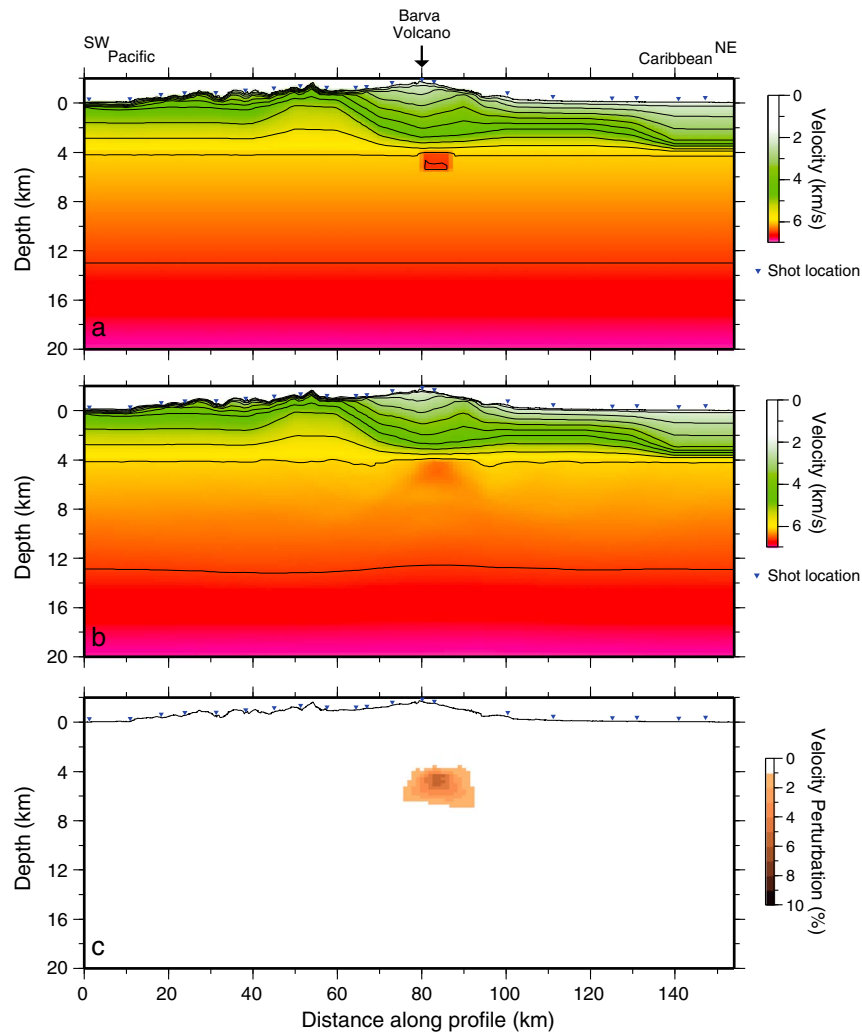 Barva
Volcano
SW
Pacific
Caribbean
NE
0
4
8
12
16
20
Depth (km)
a
0
2
4
6
Velocity (km/s)
Shot location
0
4
8
12
16
20
Depth (km)
b
0
2
4
6
Velocity (km/s)
Shot location
0
4
8
12
16
20
Depth (km)
c
0
2
4
6
8
10
Velocity Perturbation (%)
0 20 40 60 80 100 120 140
Distance along profile (km)